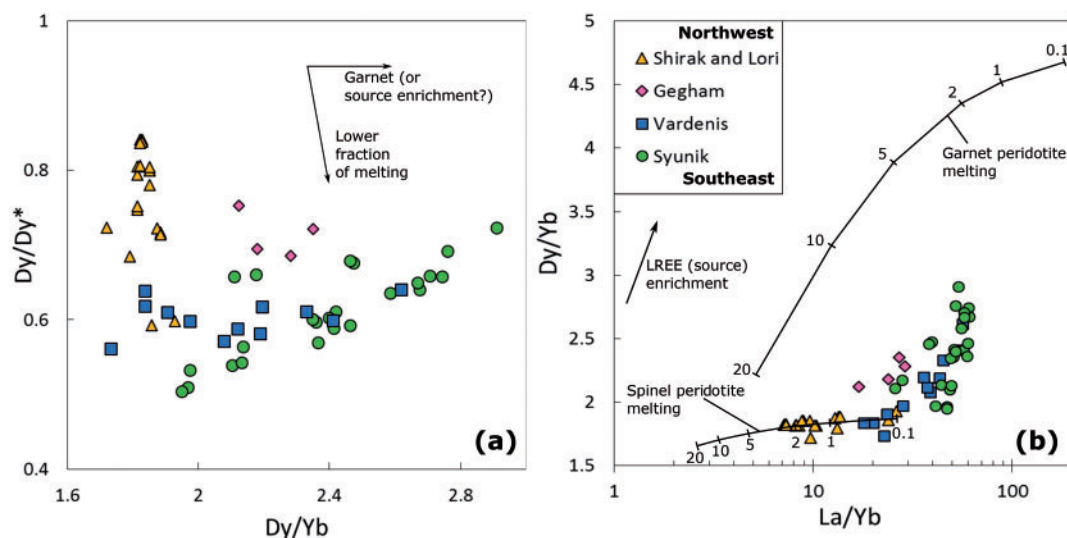 1
0.8
0.6
0.4
Dy/Dy*
1.6
2
2.4
2.8
Dy/Yb
Garnet (or
source enrichment?)
Lower
fraction
of melting
(a)
5
4.5
4
3.5
3
2.5
2
1.5
Dy/Yb
1
10
100
La/Yb
Northwest
Shirak and Lori
Gegham
Vardenis
Syunik
Southeast
LREE (source)
enrichment
0.1
1
2
5
10
20
Garnet peridotite
melting
Spinel peridotite
melting
20
10
5
2
1
0.1
(b)